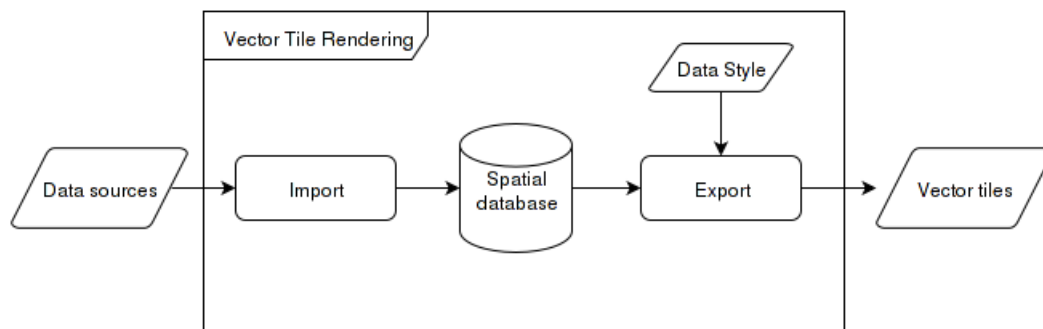 Vector Tile Rendering
Data Style
Data sources
Import
Spatial
database
Export
Vector tiles